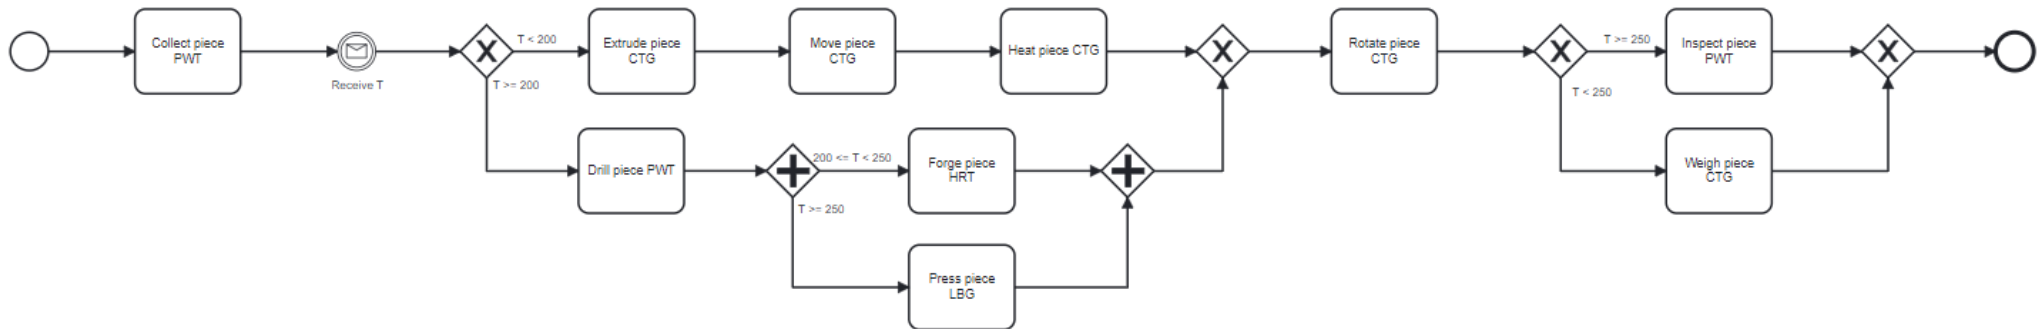 Collect piece
PWT
Receive T
T < 200
T >= 200
Extrude piece
CTG
Move piece
CTG
Heat piece CTG
Rotate piece
CTG
T >= 250
T < 250
Inspect piece
PWT
Weigh piece
CTG
Drill piece PWT
200 <= T < 250
T >= 250
Forge piece
HRT
Press piece
LBG